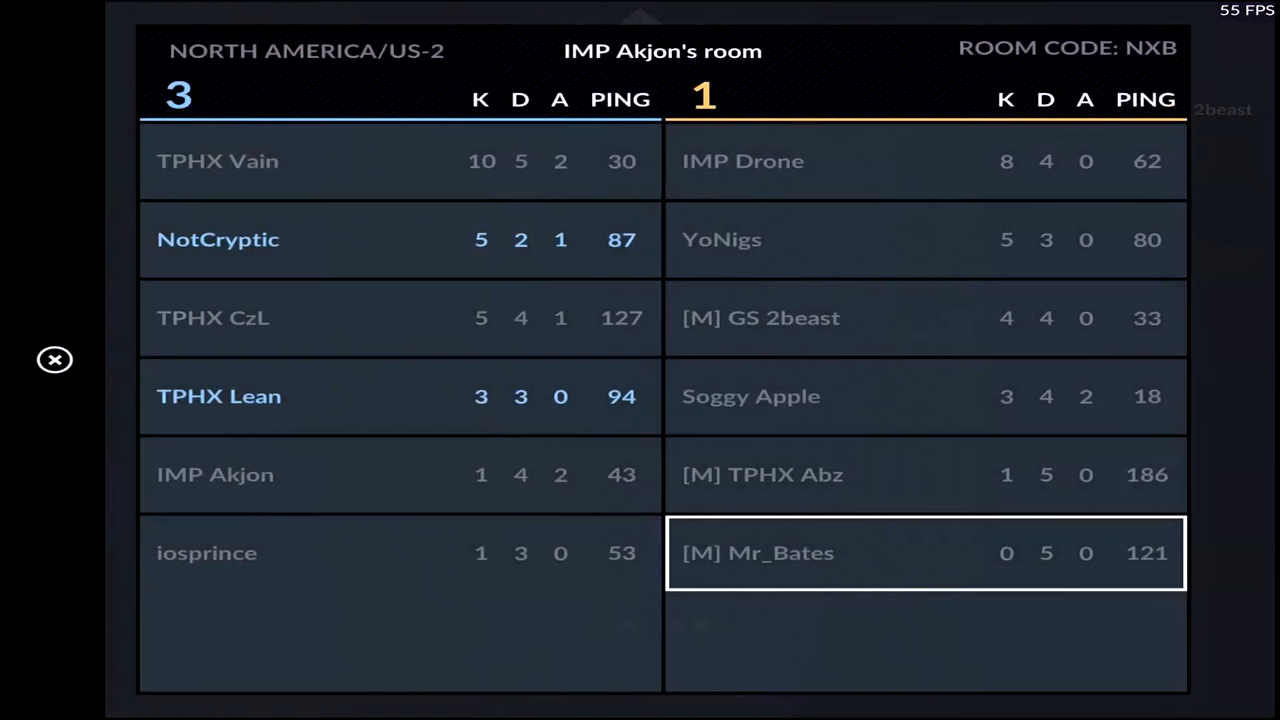 55 FPS
NORTH AMERICA/US-2 IMP Akjon's room ROOM CODE: NXB
3 K D A PING 1 K D A PING
2beast
TPHX Vain 10 5 2 30 IMP Drone 8 4 0 62
NotCryptic 5 2 1 87 YoNigs 5 3 0 80
TPHX CzL 5 4 1 127 [M] GS 2beast 4 4 0 33
TPHX Lean 3 3 0 94 Soggy Apple 3 4 2 18
IMP Akjon 1 4 2 43 [M] TPHX Abz 1 5 0 186
iosprince 1 3 0 53 [M] Mr_Bates 0 5 0 121